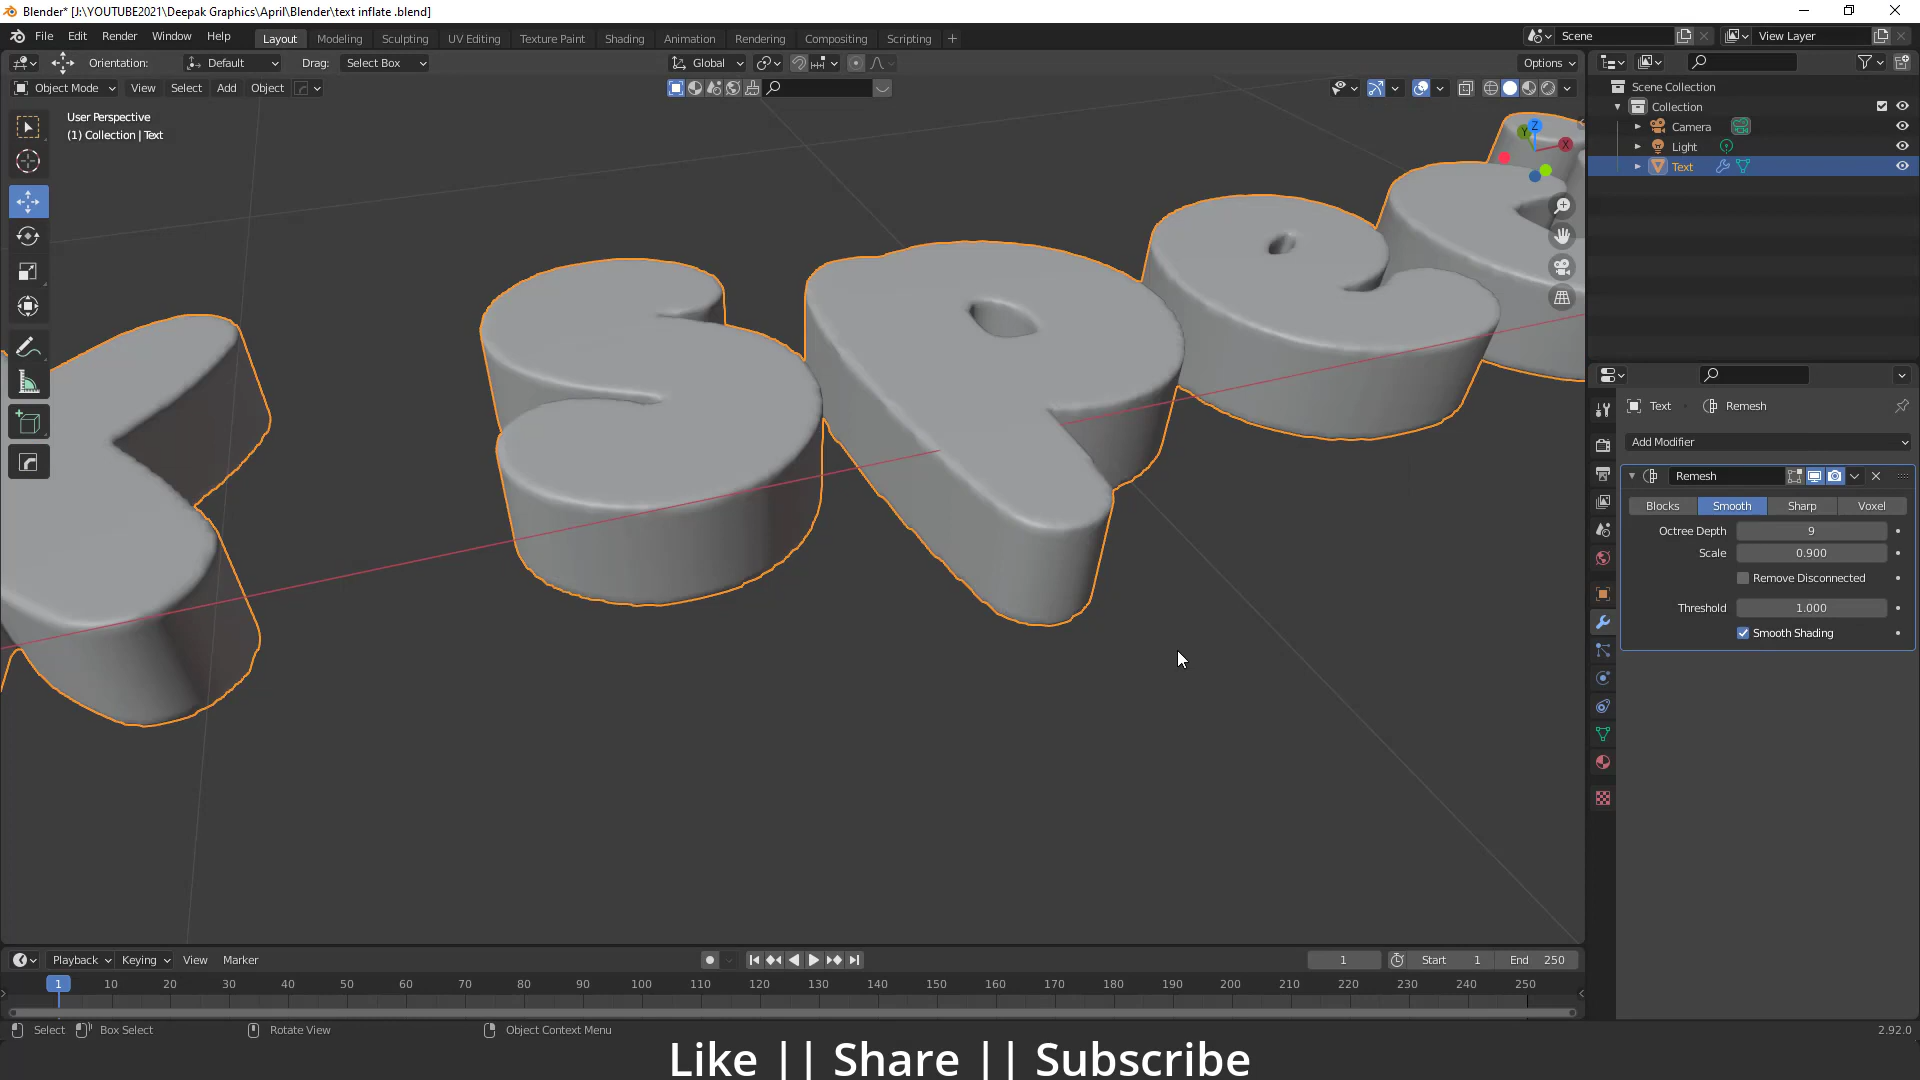 Blender* [J:\YOUTUBE2021\Deepak Graphics\April\Blender\text inflate .blend]
File Edit Render Window Help
Layout Modeling Sculpting UV Editing Texture Paint Shading Animation Rendering Compositing Scripting +
Scene
View Layer
Orientation: Default Drag: Select Box
Global
Options
Object Mode View Select Add Object
User Perspective
(1) Collection | Text
Scene Collection
Collection
Camera
Light
Text
Z
Y
X
Text Remesh
Add Modifier
Remesh
Blocks Smooth Sharp Voxel
Octree Depth 9
Scale 0.900
Remove Disconnected
Threshold 1.000
Smooth Shading
Playback Keying View Marker
1 Start 1 End 250
1 10 20 30 40 50 60 70 80 90 100 110 120 130 140 150 160 170 180 190 200 210 220 230 240 250
Select Box Select Rotate View Object Context Menu
2.92.0
Like || Share || Subscribe